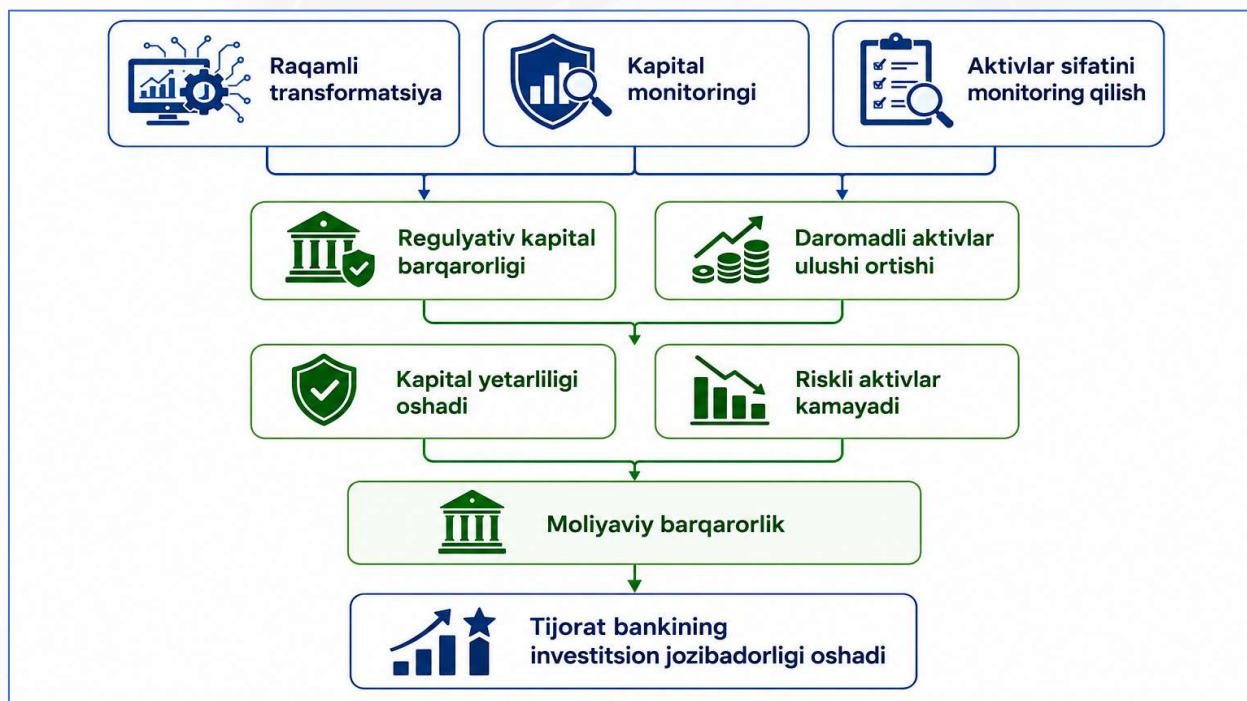 Raqamli
transformatsiya
Kapital
monitoringi
Aktivlar sifatini
monitoring qilish
Regulyativ kapital
barqarorligi
Daromadli aktivlar
ulushi ortishi
Kapital yetarliligi
oshadi
Riskli aktivlar
kamayadi
Moliyaviy barqarorlik
Tijorat bankining
investitsion jozibadorligi oshadi